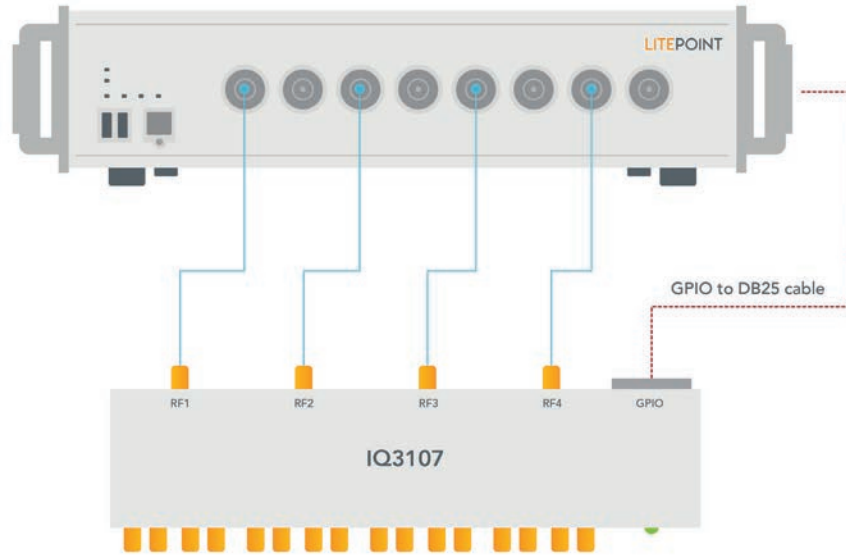 LITEPOINT
GPIO to DB25 cable
RF1
RF2
RF3
RF4
GPIO
IQ3107